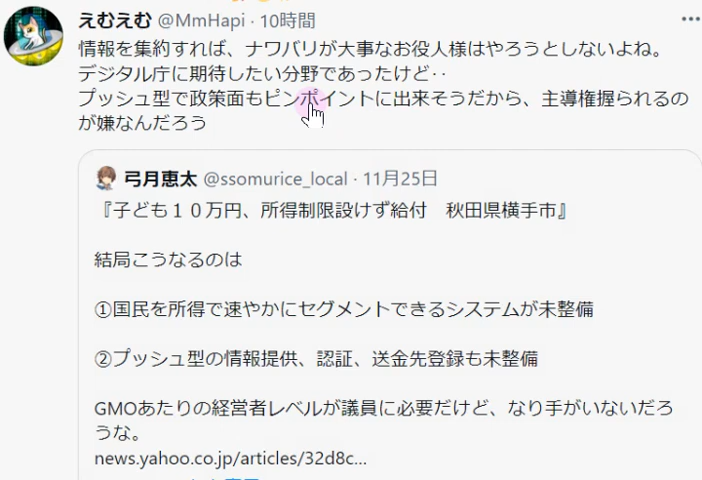 えむえむ @MmHapi · 10時間
情報を集約すれば、ナワバリが大事なお役人様はやろうとしないよね。
デジタル庁に期待したい分野であったけど‥
プッシュ型で政策面もピンポイントに出来そうだから、主導権握られるの
が嫌なんだろう
弓月恵太 @ssomurice_local · 11月25日
『子ども１０万円、所得制限設けず給付　秋田県横手市』
結局こうなるのは
①国民を所得で速やかにセグメントできるシステムが未整備
②プッシュ型の情報提供、認証、送金先登録も未整備
GMOあたりの経営者レベルが議員に必要だけど、なり手がいないだろ
うな。
news.yahoo.co.jp/articles/32d8c...